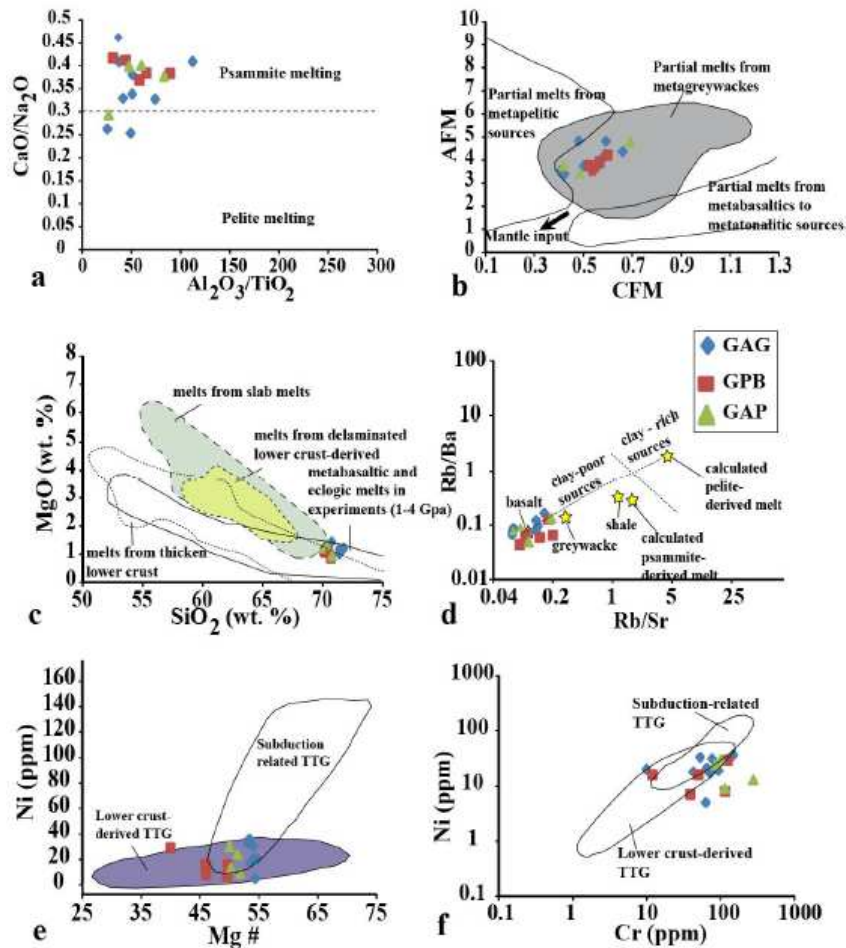 0.5
0.45
0.4
0.35
0.3
0.25
0.2
0.15
0.1
0.05
0
CaO/Na₂O
Psammite melting
Pelite melting
0 50 100 150 200 250 300
Al₂O₃/TiO₂
a
10
9
8
7
6
5
4
3
2
1
0
AFM
Partial melts from
metapelitic
sources
Partial melts from
metagreywackes
Partial melts from
metabasaltics to
metatonalitic sources
Mantle input
0.1 0.3 0.5 0.7 0.9 1.1 1.3
CFM
b
8
7
6
5
4
3
2
1
0
MgO (wt. %)
melts from slab melts
melts from delaminated
lower crust-derived
metabasaltic and
eclogic melts in
experiments (1-4 Gpa)
melts from thicken
lower crust
50 55 60 65 70 75
SiO₂ (wt. %)
c
100
10
1
0.1
0.01
Rb/Ba
GAG
GPB
GAP
clay-poor
sources
clay - rich
sources
basalt
greywacke
shale
calculated
pelite-
derived melt
calculated
psammite-
derived melt
0.04 0.2 1 5 25
Rb/Sr
d
160
140
120
100
80
60
40
20
0
Ni (ppm)
Subduction
related TTG
Lower crust-
derived TTG
25 35 45 55 65 75
Mg #
e
1000
100
10
1
0.1
Ni (ppm)
Subduction-related
TTG
Lower crust-derived
TTG
0.1 1 10 100 1000
Cr (ppm)
f